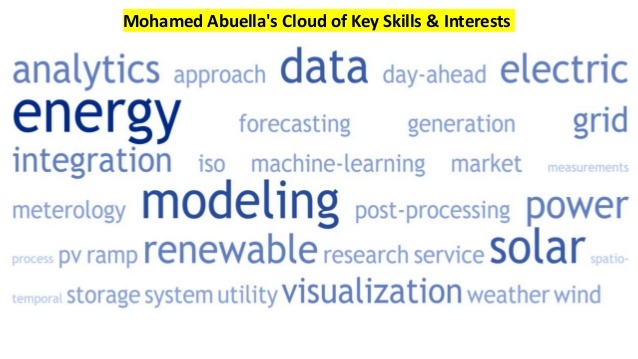 Mohamed Abuella's Cloud of Key Skills & Interests
analytics approach data day-ahead electric
energy forecasting generation grid
integration iso machine-learning market measurements
meterology modeling post-processing power
process pv ramp renewable research service solar spatio-
temporal storage system utility visualization weather wind